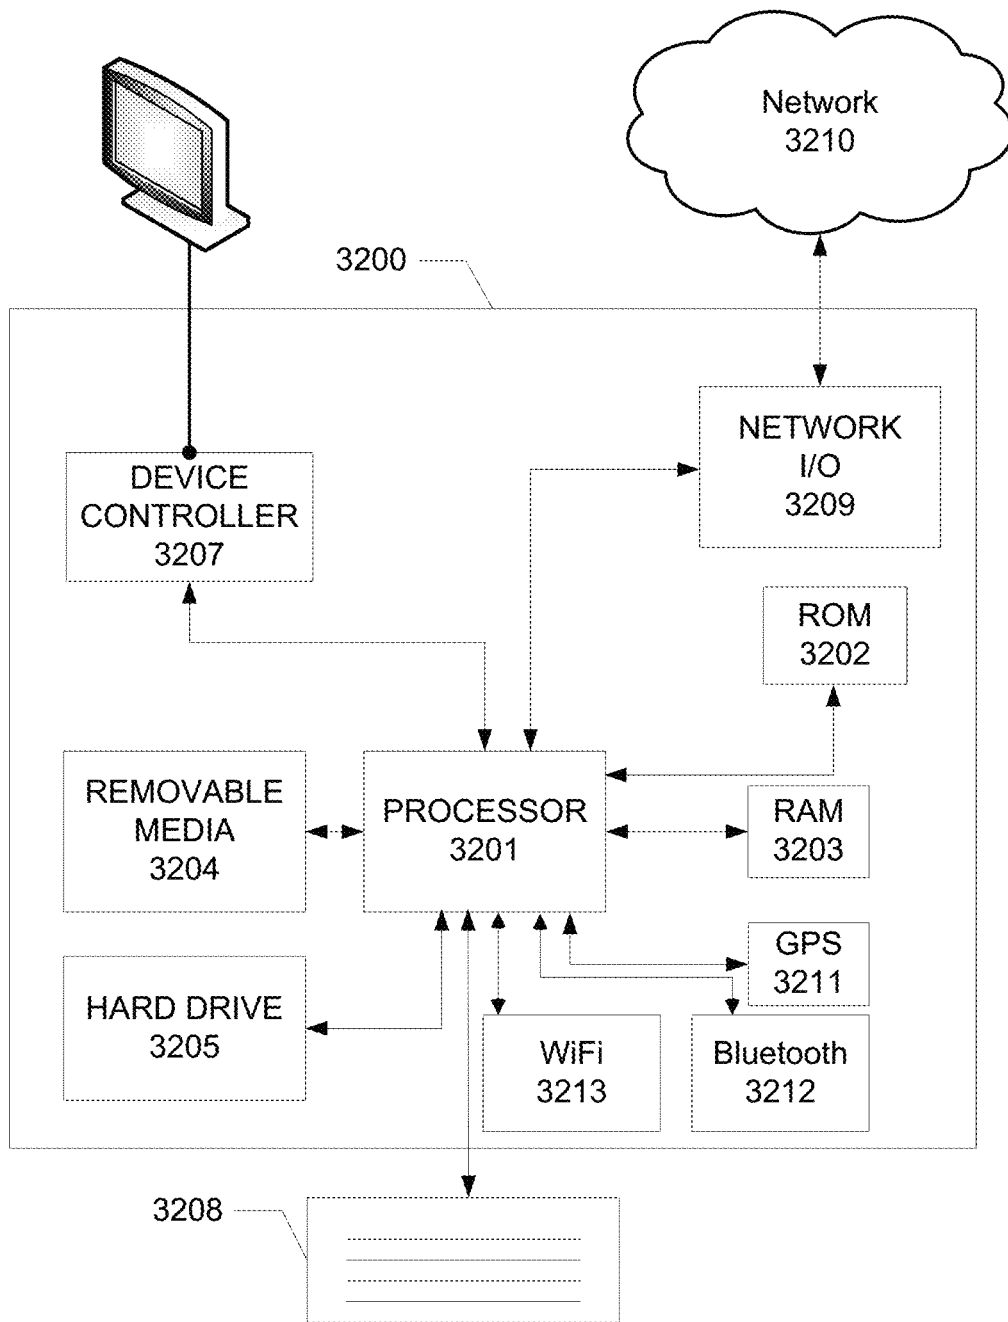 Network
3210
3200
NETWORK
I/O
3209
DEVICE
CONTROLLER
3207
ROM
3202
REMOVABLE
MEDIA
3204
PROCESSOR
3201
RAM
3203
GPS
3211
HARD DRIVE
3205
WiFi
3213
Bluetooth
3212
3208